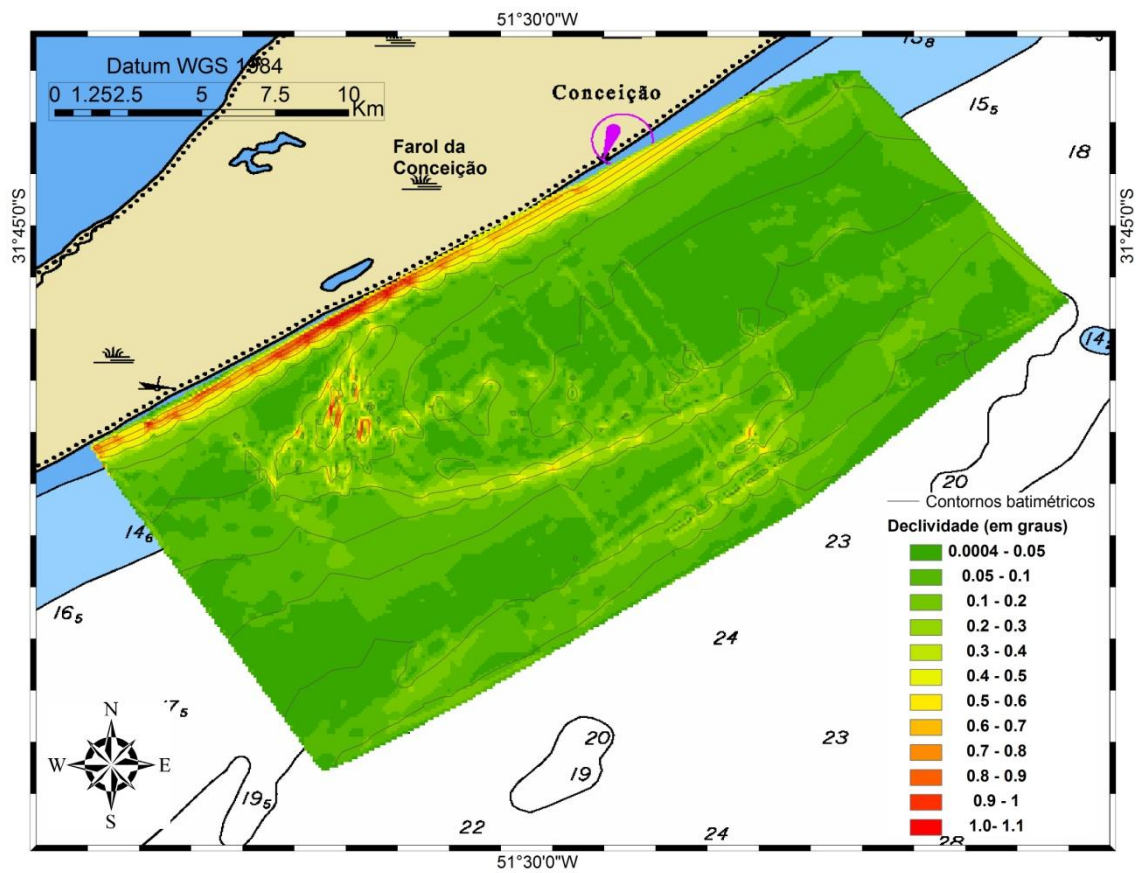 51°30'0"W
Datum WGS 1984
0 1.252.5 5 7.5 10
Km
Conceição
Farol da
Conceição
15₅
18
31°45'0"S
31°45'0"S
20
14₆
16₅
23
24
Contornos batimétricos
Declividade (em graus)
0.0004 - 0.05
0.05 - 0.1
0.1 - 0.2
0.2 - 0.3
0.3 - 0.4
0.4 - 0.5
0.5 - 0.6
0.6 - 0.7
0.7 - 0.8
0.8 - 0.9
0.9 - 1
1.0- 1.1
N
W E
S
7₅
19₅
20
19
23
22
24
51°30'0"W